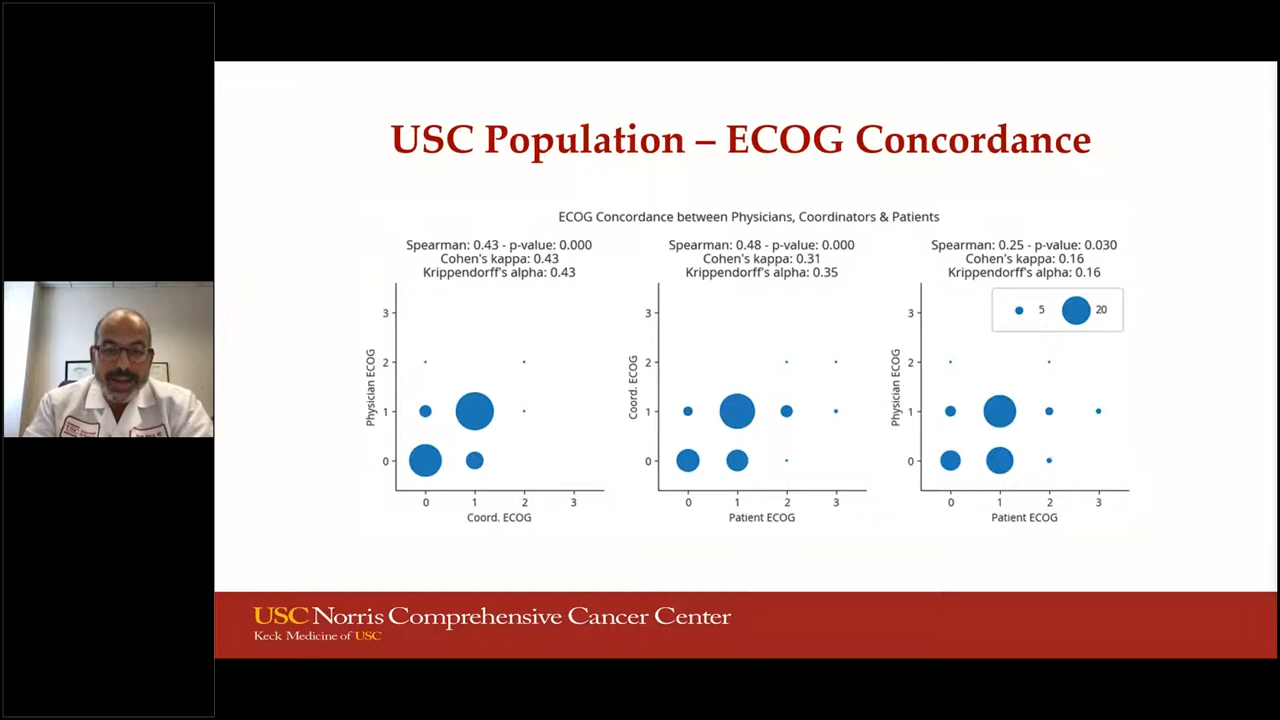 USC Population – ECOG Concordance
ECOG Concordance between Physicians, Coordinators & Patients
Spearman: 0.43 - p-value: 0.000
Cohen's kappa: 0.43
Krippendorff's alpha: 0.43
Physician ECOG
3
2
1
0
0 1 2 3
Coord. ECOG
Spearman: 0.48 - p-value: 0.000
Cohen's kappa: 0.31
Krippendorff's alpha: 0.35
Coord. ECOG
3
2
1
0
0 1 2 3
Patient ECOG
Spearman: 0.25 - p-value: 0.030
Cohen's kappa: 0.16
Krippendorff's alpha: 0.16
5 20
Physician ECOG
3
2
1
0
0 1 2 3
Patient ECOG
USC Norris Comprehensive Cancer Center
Keck Medicine of USC
USC